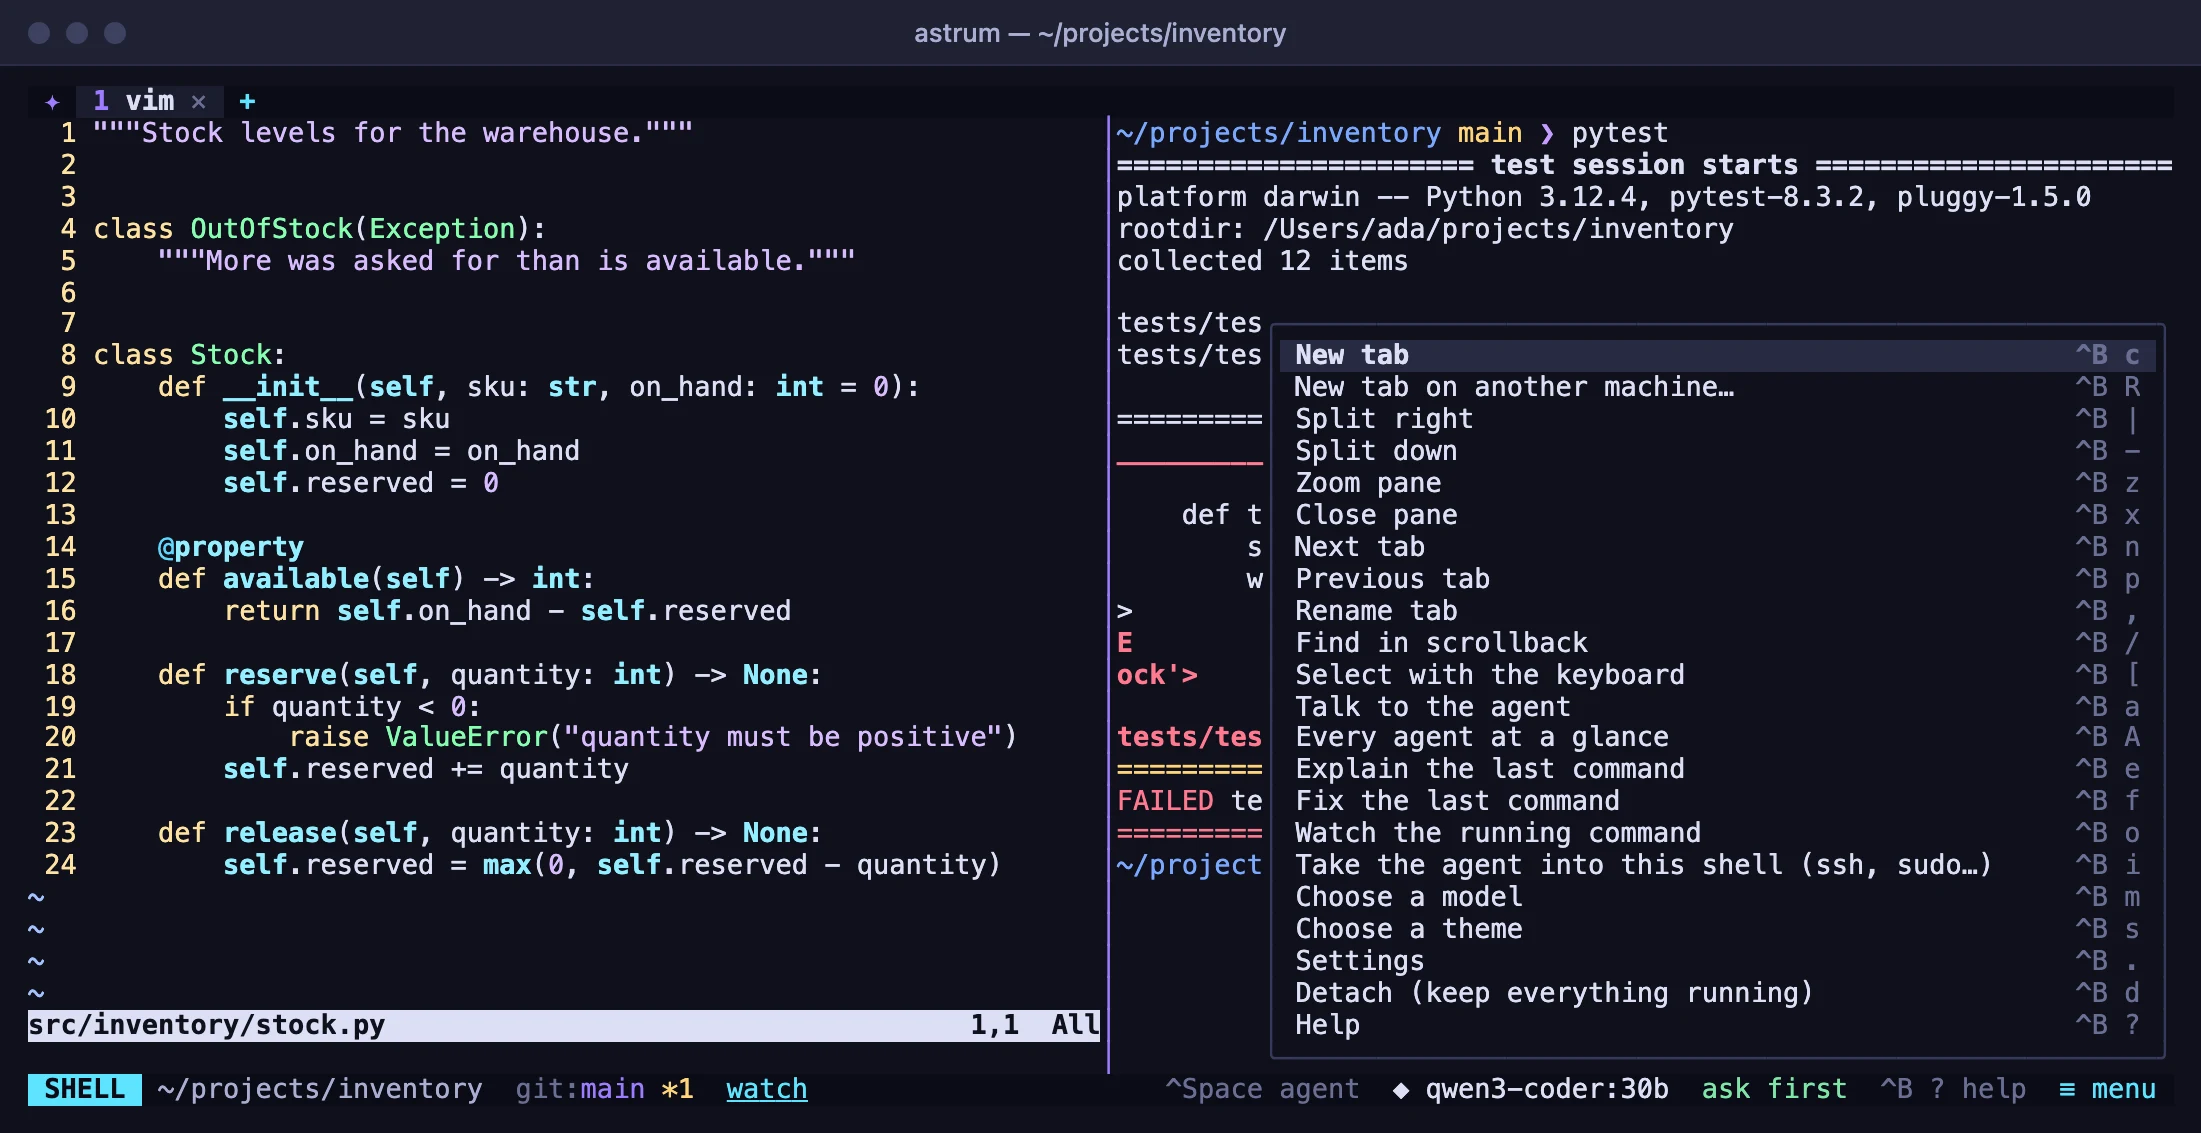 astrum — ~/projects/inventory
✦ 1 vim × +
1 """Stock levels for the warehouse."""
2
3
4 class OutOfStock(Exception):
5     """More was asked for than is available."""
6
7
8 class Stock:
9     def __init__(self, sku: str, on_hand: int = 0):
10         self.sku = sku
11         self.on_hand = on_hand
12         self.reserved = 0
13
14     @property
15     def available(self) -> int:
16         return self.on_hand - self.reserved
17
18     def reserve(self, quantity: int) -> None:
19         if quantity < 0:
20             raise ValueError("quantity must be positive")
21         self.reserved += quantity
22
23     def release(self, quantity: int) -> None:
24         self.reserved = max(0, self.reserved - quantity)
~
~
~
~
src/inventory/stock.py 1,1 All
~/projects/inventory main ❯ pytest
====================== test session starts ======================
platform darwin -- Python 3.12.4, pytest-8.3.2, pluggy-1.5.0
rootdir: /Users/ada/projects/inventory
collected 12 items
tests/tes
tests/tes
=========
_________
    def t
        s
        w
>
E
ock'>
tests/tes
=========
FAILED te
=========
~/project
New tab ^B c
New tab on another machine… ^B R
Split right ^B |
Split down ^B -
Zoom pane ^B z
Close pane ^B x
Next tab ^B n
Previous tab ^B p
Rename tab ^B ,
Find in scrollback ^B /
Select with the keyboard ^B [
Talk to the agent ^B a
Every agent at a glance ^B A
Explain the last command ^B e
Fix the last command ^B f
Watch the running command ^B o
Take the agent into this shell (ssh, sudo…) ^B i
Choose a model ^B m
Choose a theme ^B s
Settings ^B .
Detach (keep everything running) ^B d
Help ^B ?
SHELL ~/projects/inventory git:main *1 watch ^Space agent ◆ qwen3-coder:30b ask first ^B ? help ≡ menu